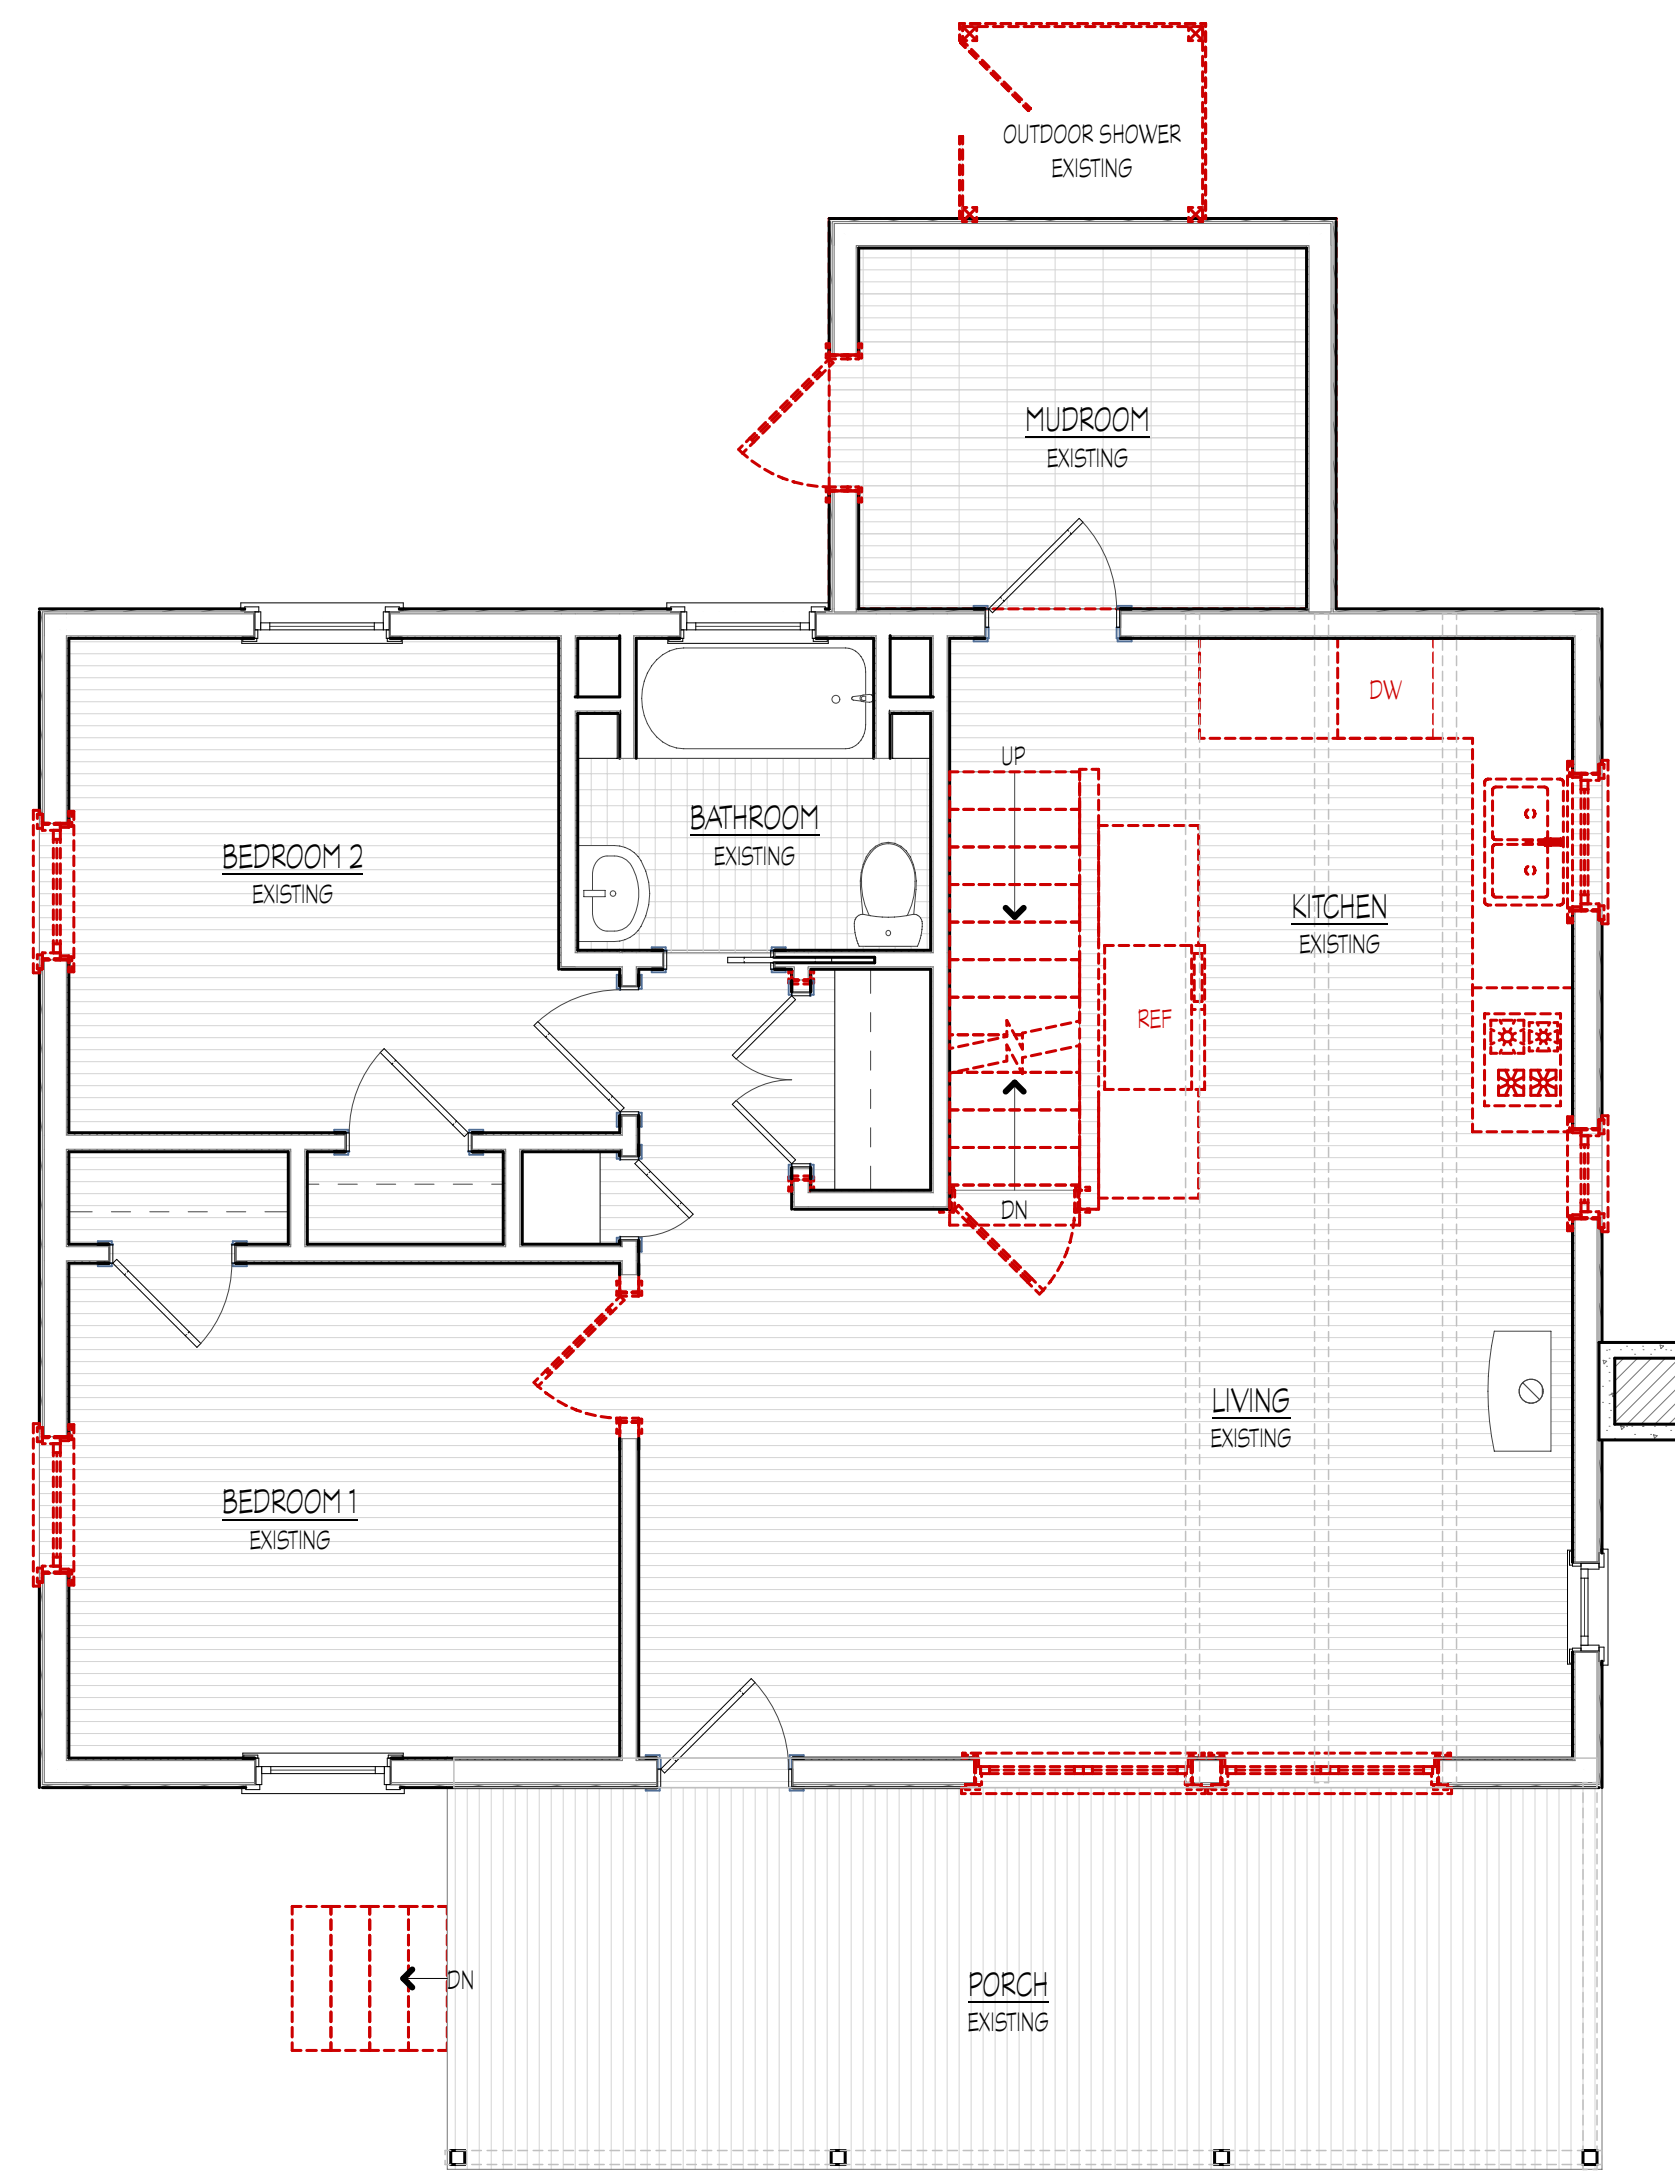 OUTDOOR SHOWER
EXISTING
MUDROOM
EXISTING
DW
UP
BATHROOM
EXISTING
BEDROOM 2
EXISTING
KITCHEN
EXISTING
REF
DN
LIVING
EXISTING
BEDROOM 1
EXISTING
DN
PORCH
EXISTING